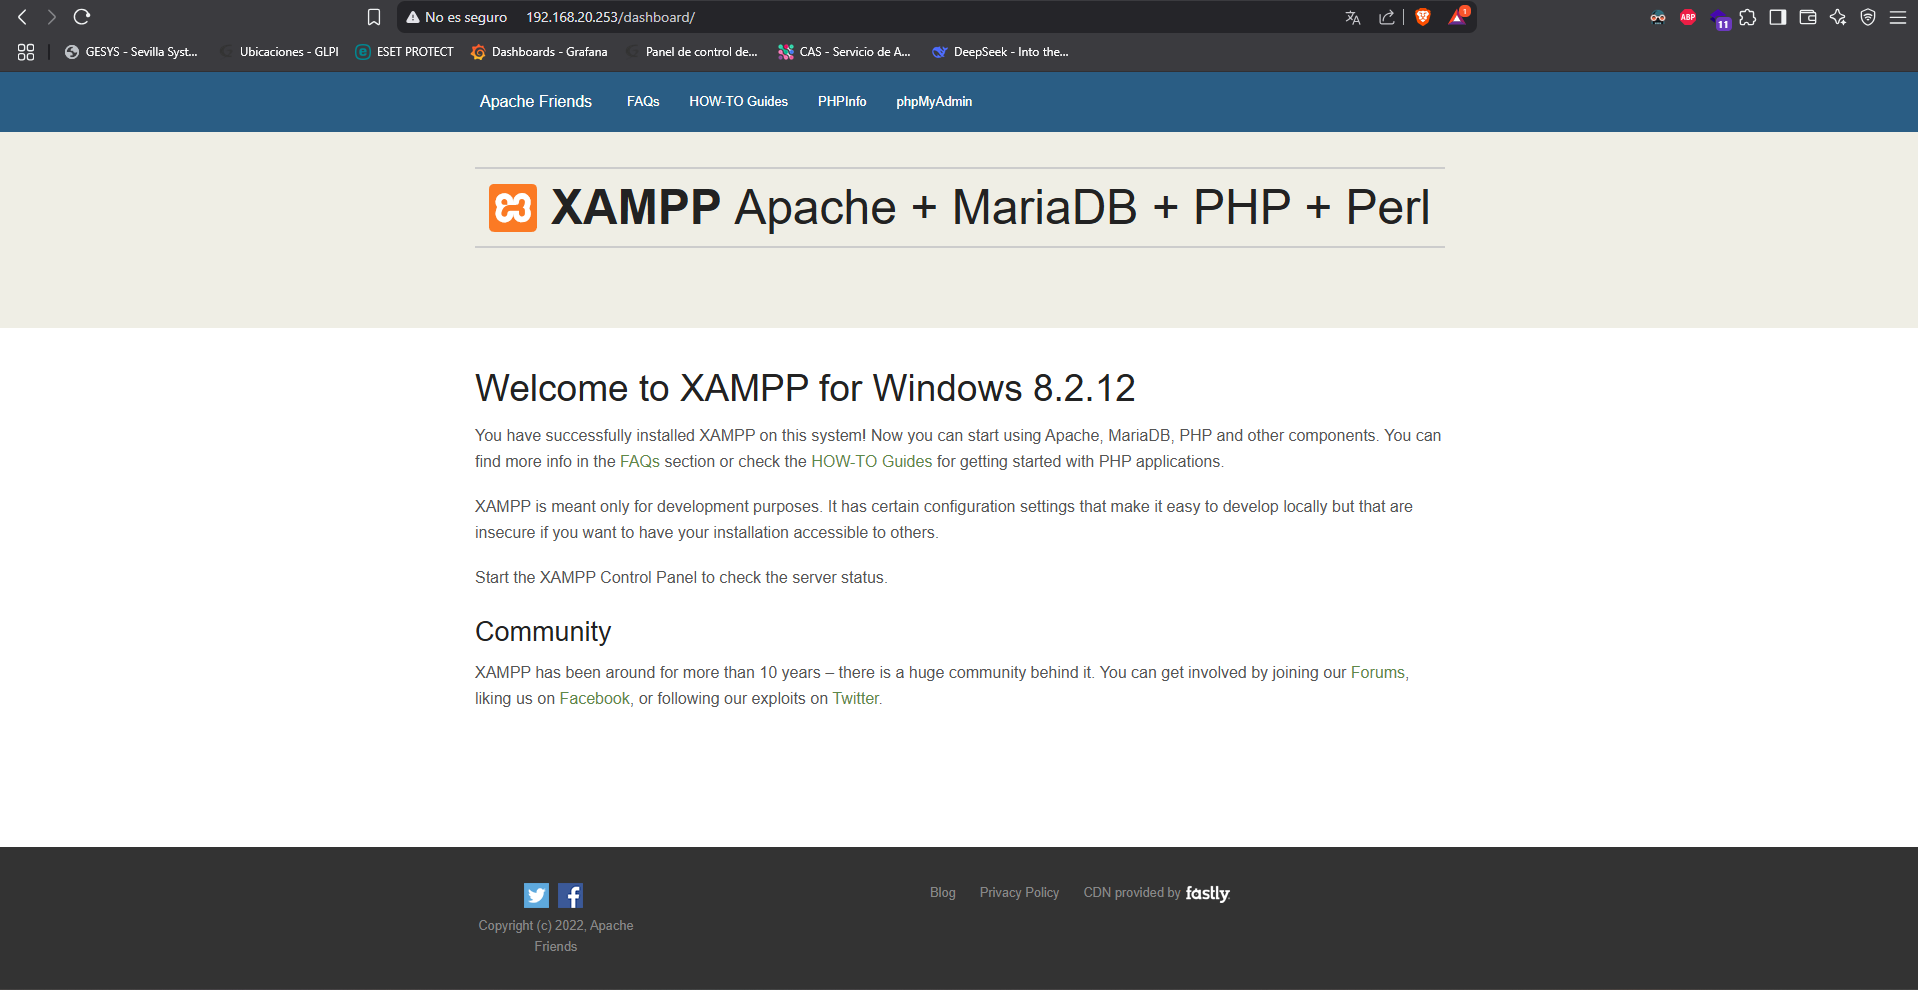 No es seguro 192.168.20.253/dashboard/
1
ABP
11
GESYS - Sevilla Syst...
Ubicaciones - GLPI
ESET PROTECT
Dashboards - Grafana
Panel de control de...
CAS - Servicio de A...
DeepSeek - Into the...
Apache Friends
FAQs
HOW-TO Guides
PHPInfo
phpMyAdmin
XAMPP Apache + MariaDB + PHP + Perl
Welcome to XAMPP for Windows 8.2.12
You have successfully installed XAMPP on this system! Now you can start using Apache, MariaDB, PHP and other components. You can
find more info in the FAQs section or check the HOW-TO Guides for getting started with PHP applications.
XAMPP is meant only for development purposes. It has certain configuration settings that make it easy to develop locally but that are
insecure if you want to have your installation accessible to others.
Start the XAMPP Control Panel to check the server status.
Community
XAMPP has been around for more than 10 years – there is a huge community behind it. You can get involved by joining our Forums,
liking us on Facebook, or following our exploits on Twitter.
Blog
Privacy Policy
CDN provided by fastly
Copyright (c) 2022, Apache
Friends